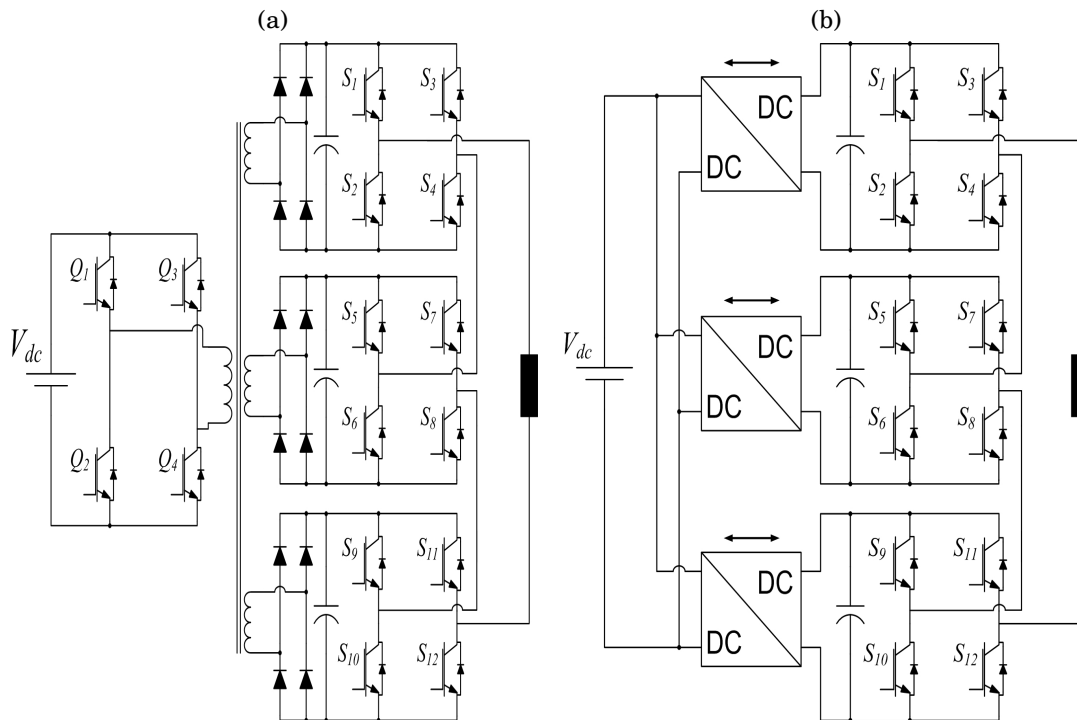 (a)
S1
S3
S2
S4
Q1
Q3
S5
S7
Vdc
S6
S8
Q2
Q4
S9
S11
S10
S12
(b)
DC
DC
S1
S3
S2
S4
Vdc
DC
DC
S5
S7
S6
S8
DC
DC
S9
S11
S10
S12